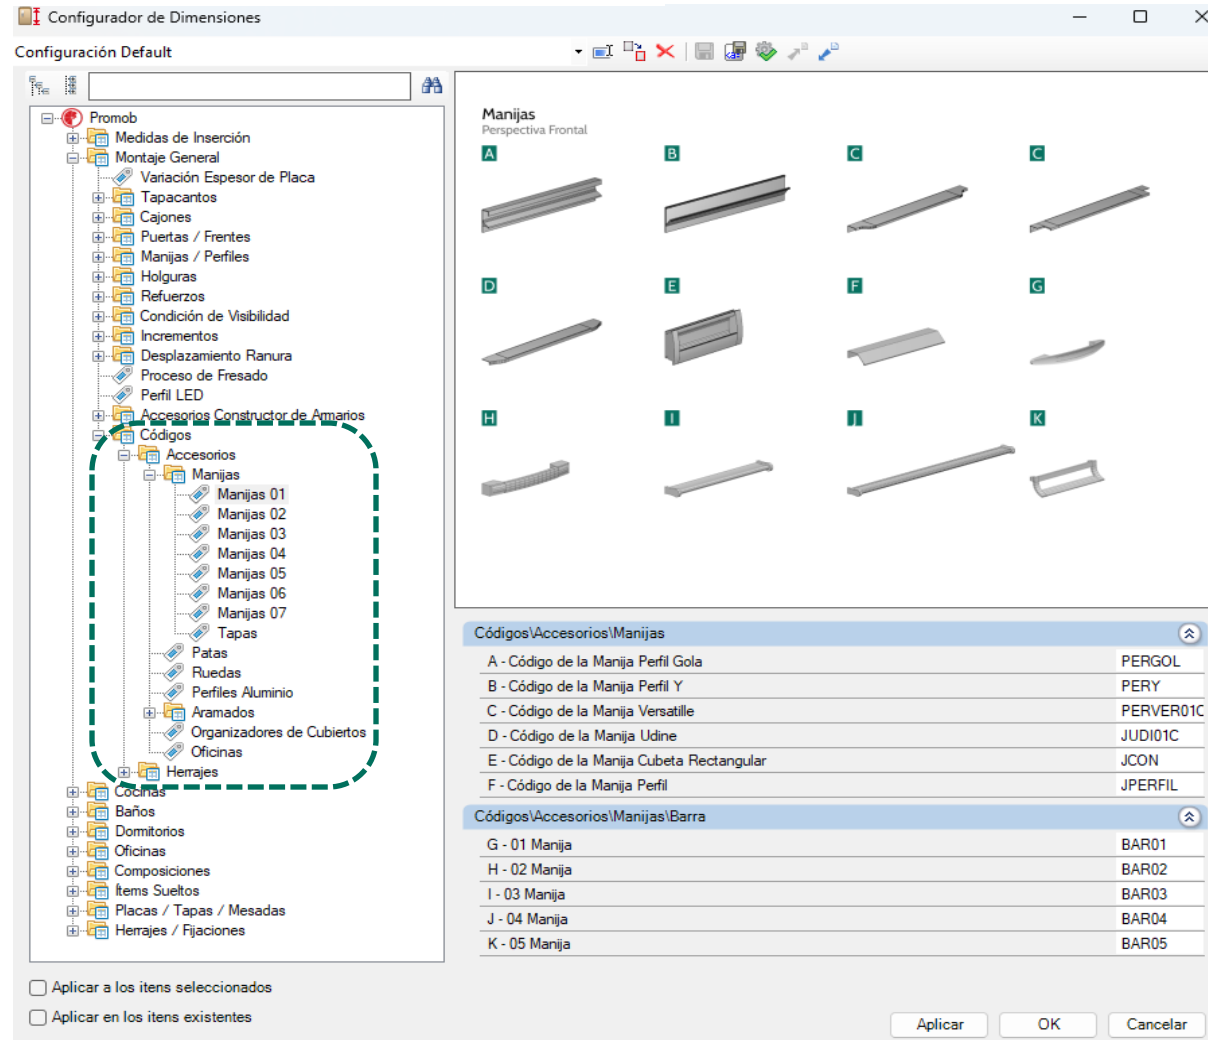 Configurador de Dimensiones
Configuración Default
Promob
Medidas de Inserción
Montaje General
Variación Espesor de Placa
Tapacantos
Cajones
Puertas / Frentes
Manijas / Perfiles
Holguras
Refuerzos
Condición de Visibilidad
Incrementos
Desplazamiento Ranura
Proceso de Fresado
Perfil LED
Accesorios Constructor de Armarios
Códigos
Accesorios
Manijas
Manijas 01
Manijas 02
Manijas 03
Manijas 04
Manijas 05
Manijas 06
Manijas 07
Tapas
Patas
Ruedas
Perfiles Aluminio
Aramados
Organizadores de Cubiertos
Oficinas
Herrajes
Cocinas
Baños
Dormitorios
Oficinas
Composiciones
Ítems Sueltos
Placas / Tapas / Mesadas
Herrajes / Fijaciones
Manijas
Perspectiva Frontal
A B C C
D E F G
H I J K
Códigos\Accesorios\Manijas
A - Código de la Manija Perfil Gola PERGOL
B - Código de la Manija Perfil Y PERY
C - Código de la Manija Versatille PERVER01C
D - Código de la Manija Udine JUDI01C
E - Código de la Manija Cubeta Rectangular JCON
F - Código de la Manija Perfil JPERFIL
Códigos\Accesorios\Manijas\Barra
G - 01 Manija BAR01
H - 02 Manija BAR02
I - 03 Manija BAR03
J - 04 Manija BAR04
K - 05 Manija BAR05
Aplicar a los itens seleccionados
Aplicar en los itens existentes
Aplicar OK Cancelar